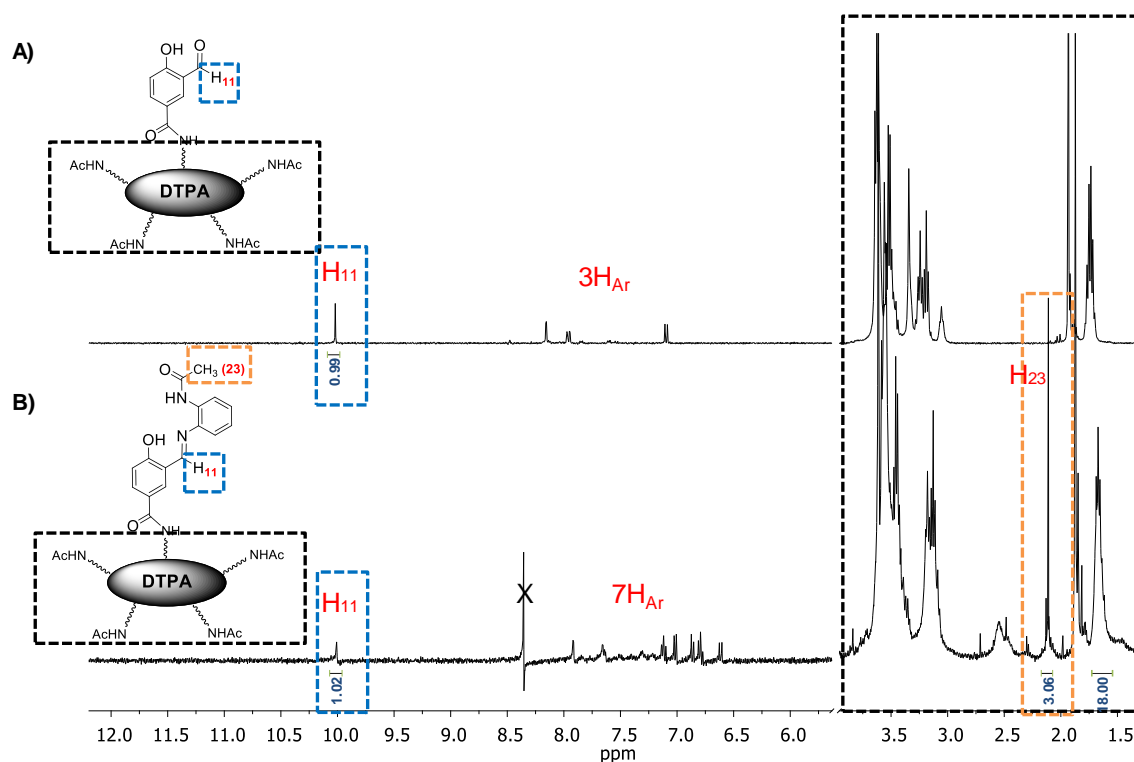 A)
OH
O
H11
O
NH
AcHN
NHAc
DTPA
AcHN
NHAc
H11
3HAr
0.99
O
CH3 (23)
NH
B)
OH
N
H11
O
NH
AcHN
NHAc
DTPA
AcHN
NHAc
H11
X
7HAr
H23
1.02
3.06
18.00
12.0 11.5 11.0 10.5 10.0 9.5 9.0 8.5 8.0 7.5 7.0 6.5 6.0 3.5 3.0 2.5 2.0 1.5
ppm